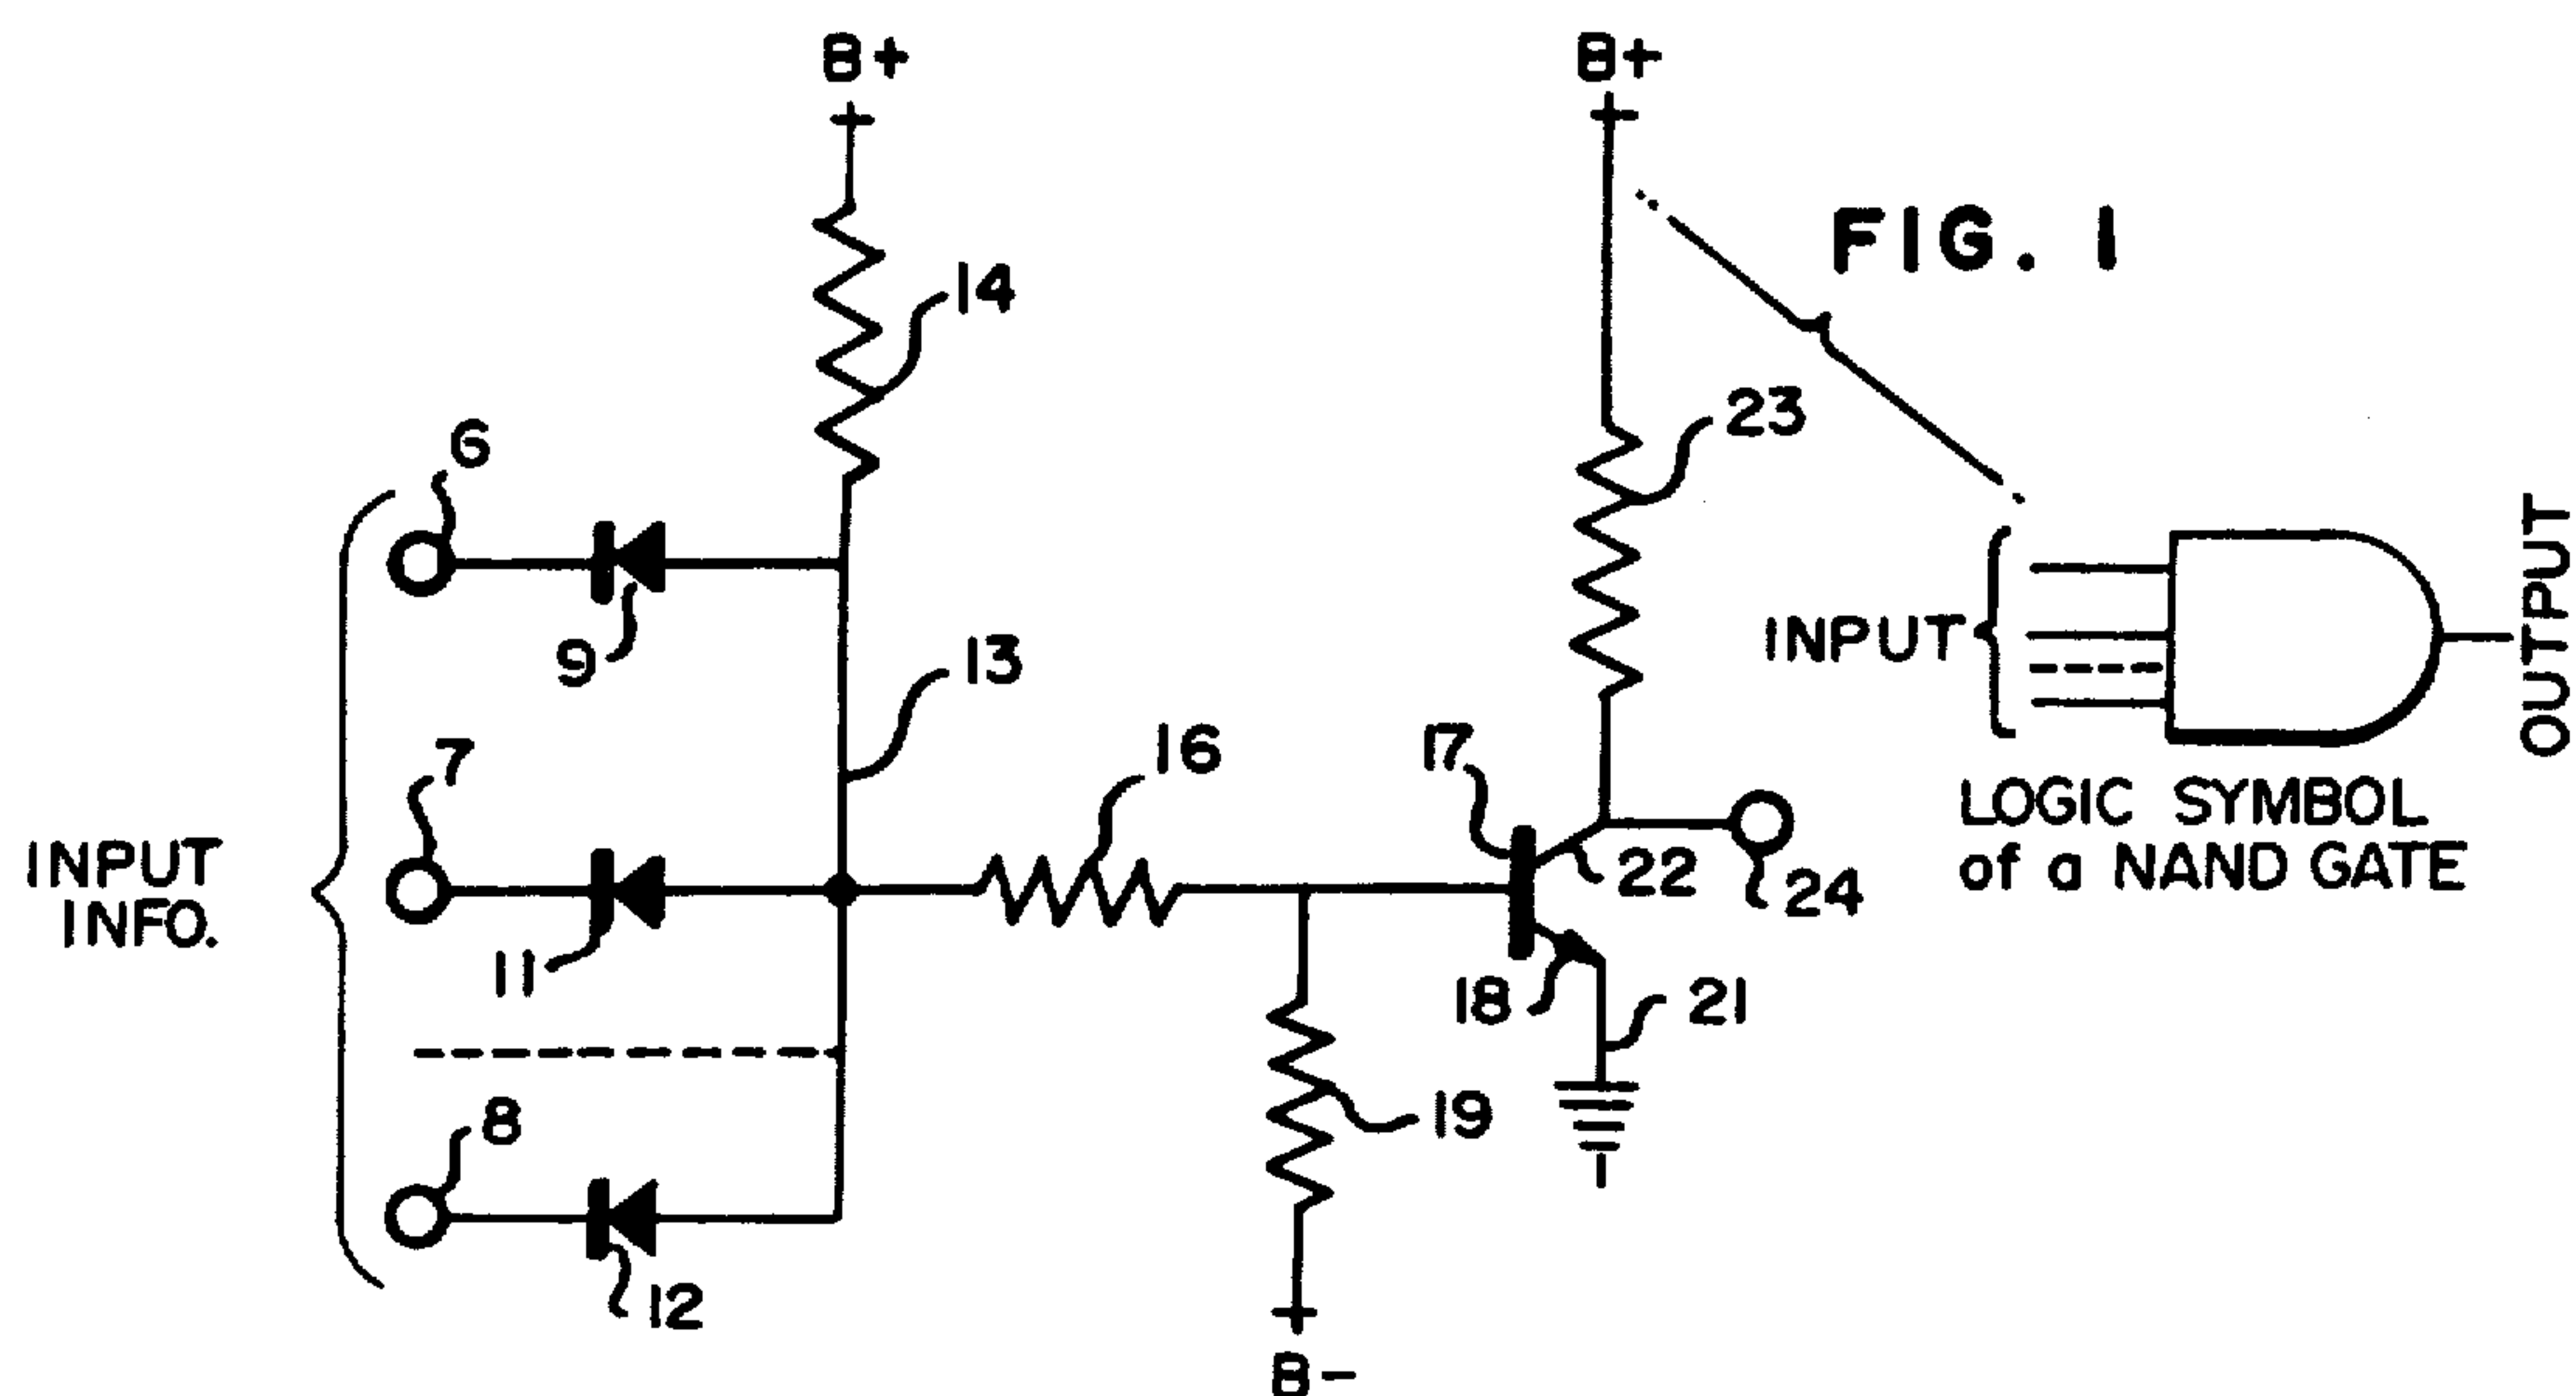 B+
B+
FIG. 1
14
23
6
9
13
INPUT
OUTPUT
7
16
17
LOGIC SYMBOL
of a NAND GATE
INPUT
INFO.
22
24
11
18
21
8
19
12
B-